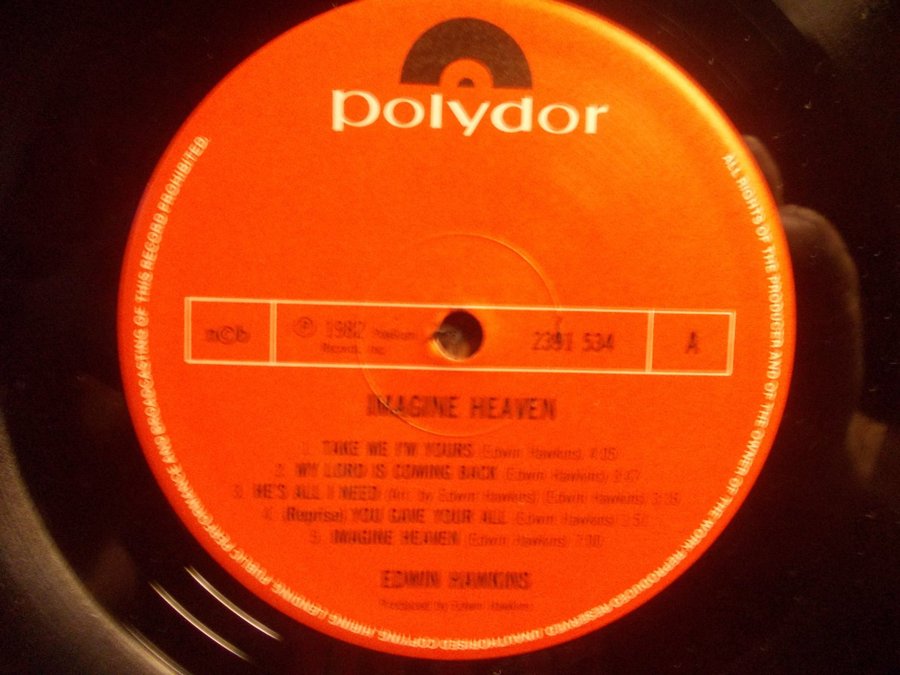 polydor
n©b
℗ 1982
Records, Inc.
2391 534
A
IMAGINE HEAVEN
1. TAKE ME I'M YOURS (Edwin Hawkins) 4:05
2. MY LORD IS COMING BACK (Edwin Hawkins)
3. HE'S ALL I NEED (Arr. by Edwin Hawkins) (Edwin Hawkins)
4. (Reprise) YOU GAVE YOUR ALL (Edwin Hawkins)
5. IMAGINE HEAVEN (Edwin Hawkins) 7:00
EDWIN HAWKINS
Produced by Edwin Hawkins
ALL RIGHTS OF THE PRODUCER AND OF THE OWNER OF THE WORK REPRODUCED RESERVED. UNAUTHORISED COPYING, HIRING, LENDING, PUBLIC PERFORMANCE AND BROADCASTING OF THIS RECORD PROHIBITED.